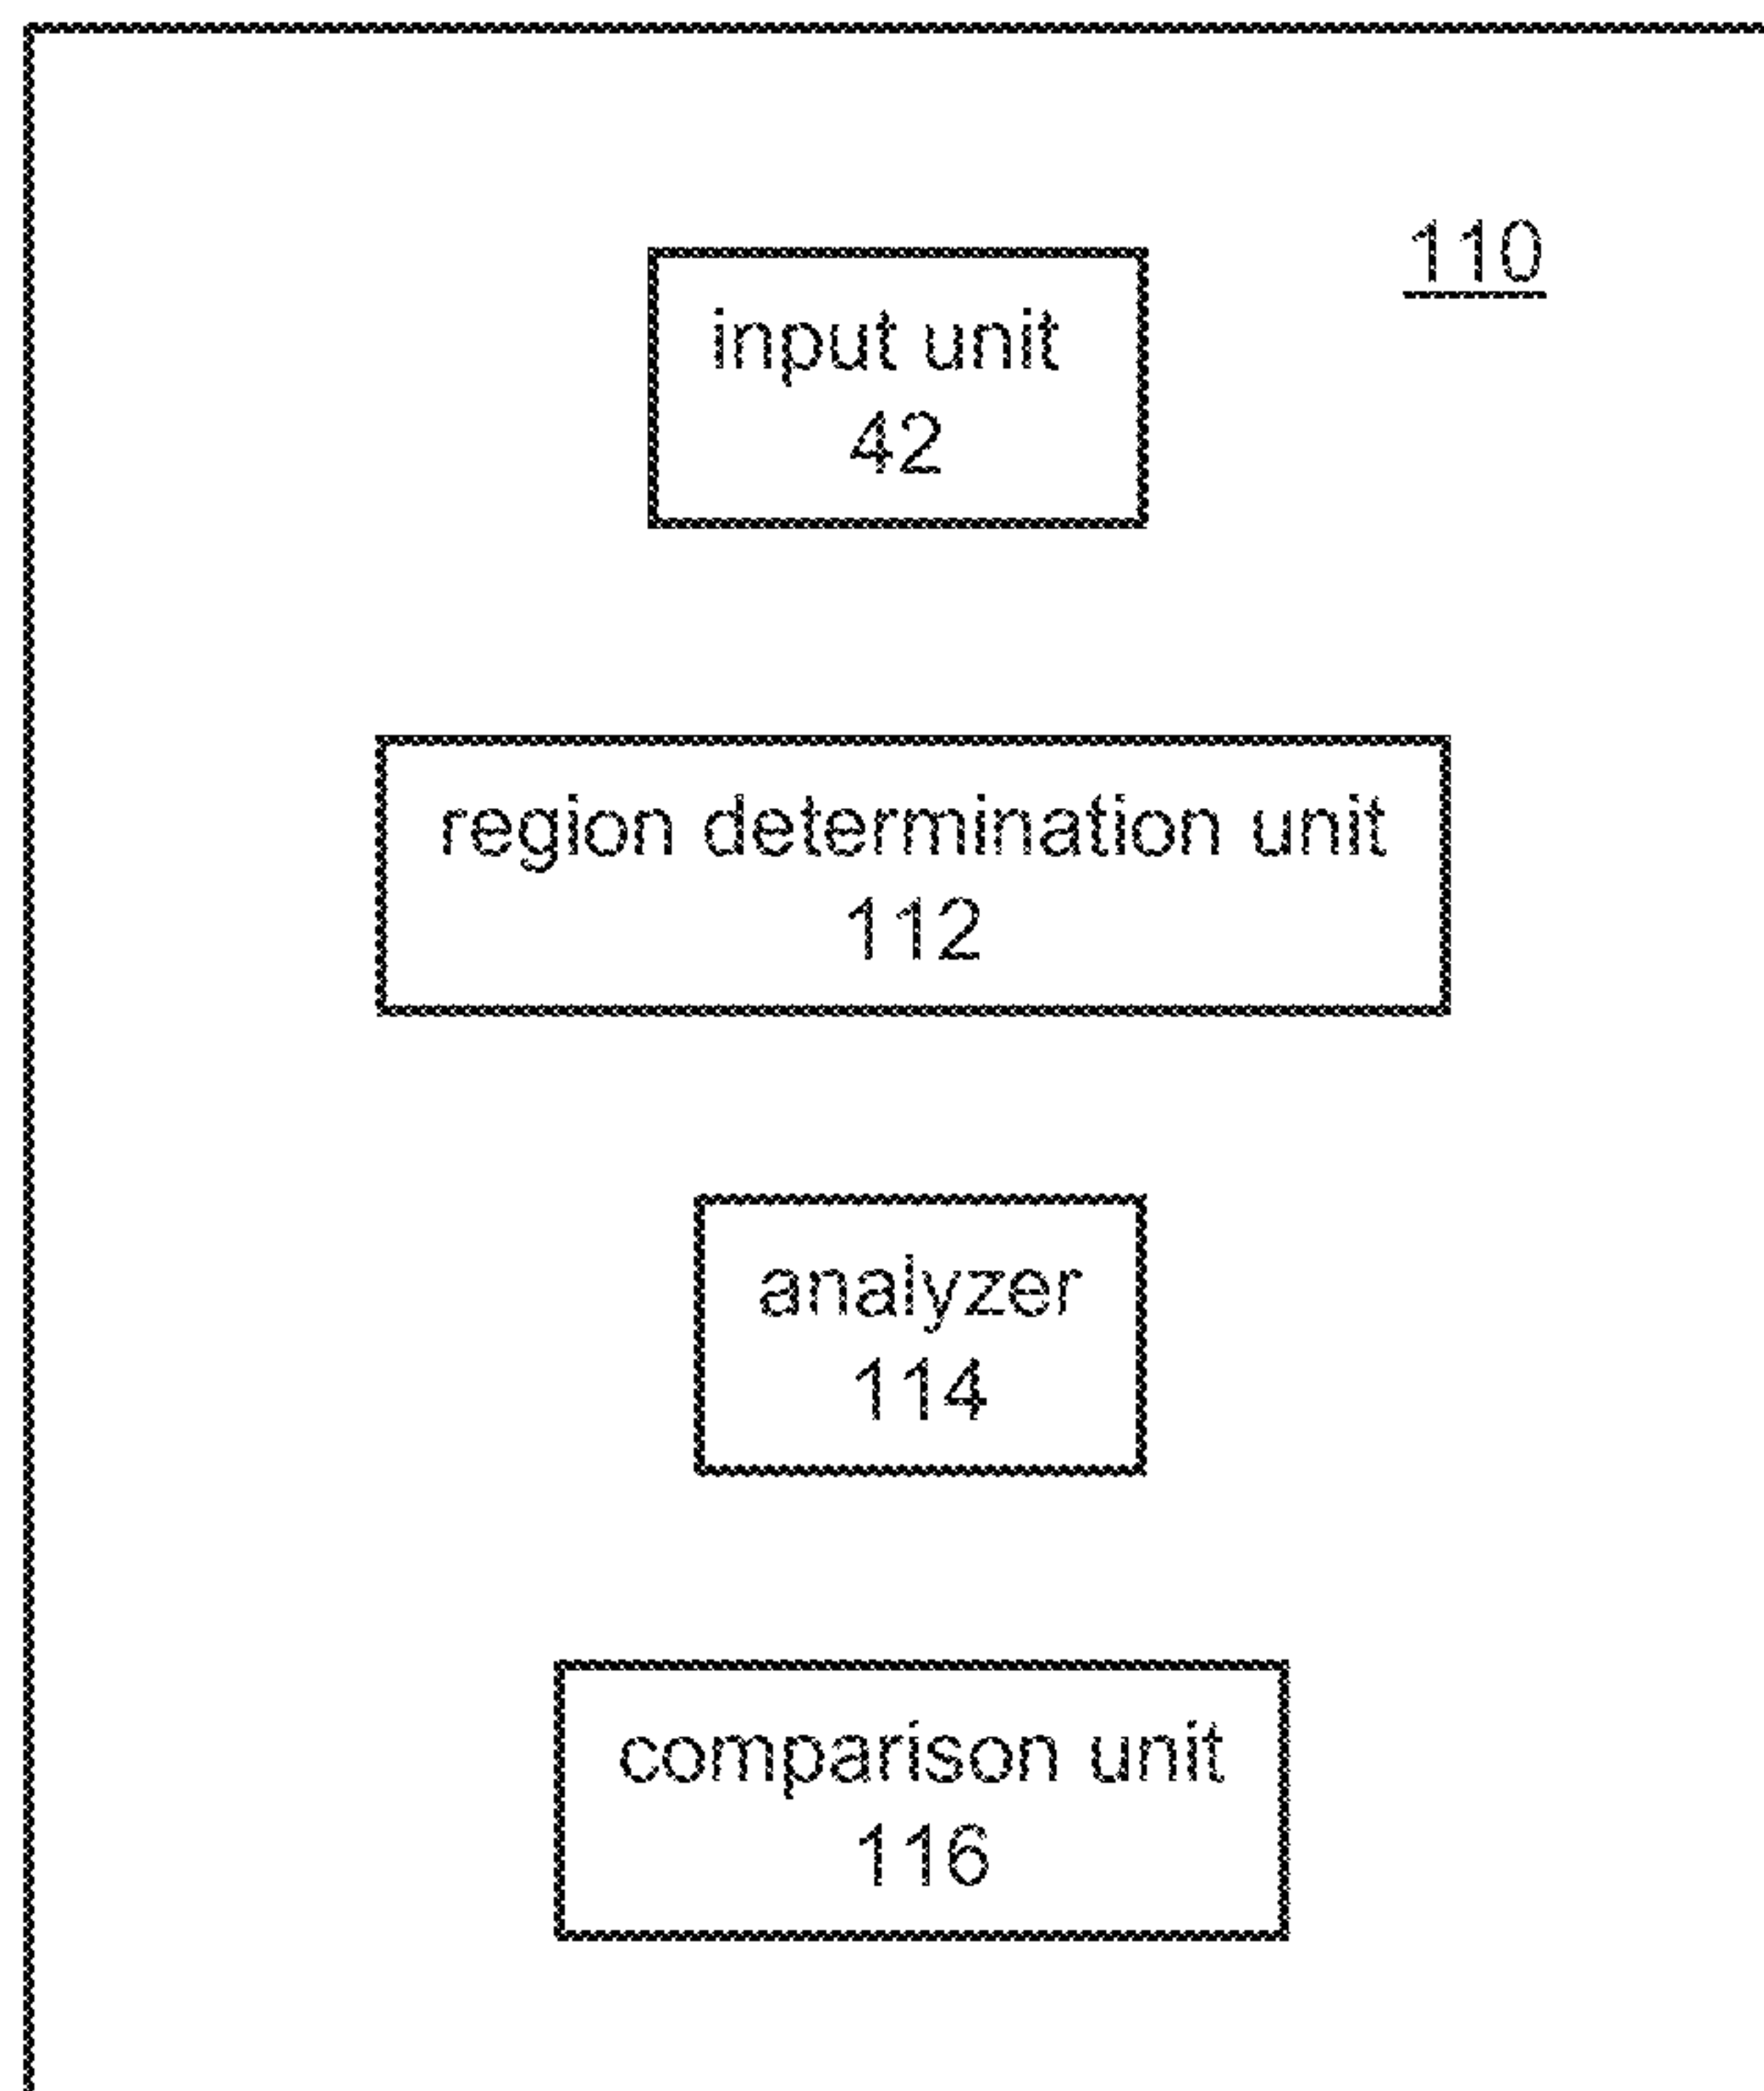 110
input unit
42
region determination unit
112
analyzer
114
comparison unit
116